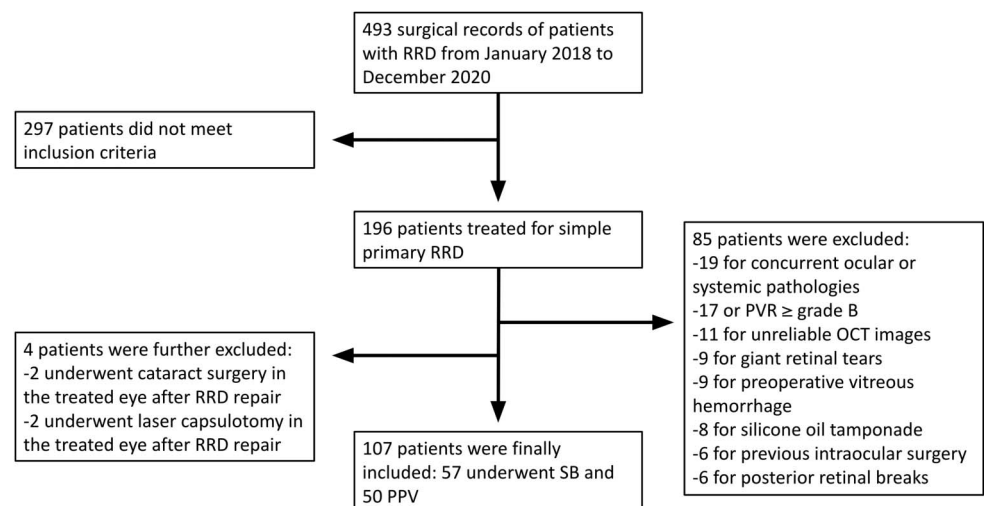 493 surgical records of patients
with RRD from January 2018 to
December 2020
297 patients did not meet
inclusion criteria
196 patients treated for simple
primary RRD
85 patients were excluded:
-19 for concurrent ocular or
systemic pathologies
-17 or PVR ≥ grade B
-11 for unreliable OCT images
-9 for giant retinal tears
-9 for preoperative vitreous
hemorrhage
-8 for silicone oil tamponade
-6 for previous intraocular surgery
-6 for posterior retinal breaks
4 patients were further excluded:
-2 underwent cataract surgery in
the treated eye after RRD repair
-2 underwent laser capsulotomy in
the treated eye after RRD repair
107 patients were finally
included: 57 underwent SB and
50 PPV